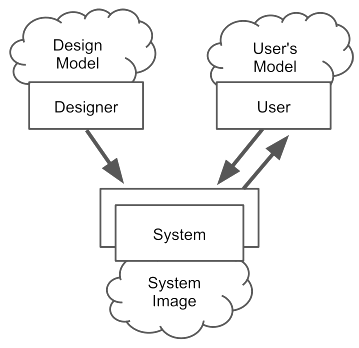 Design
Model
Designer
User's
Model
User
System
System
Image